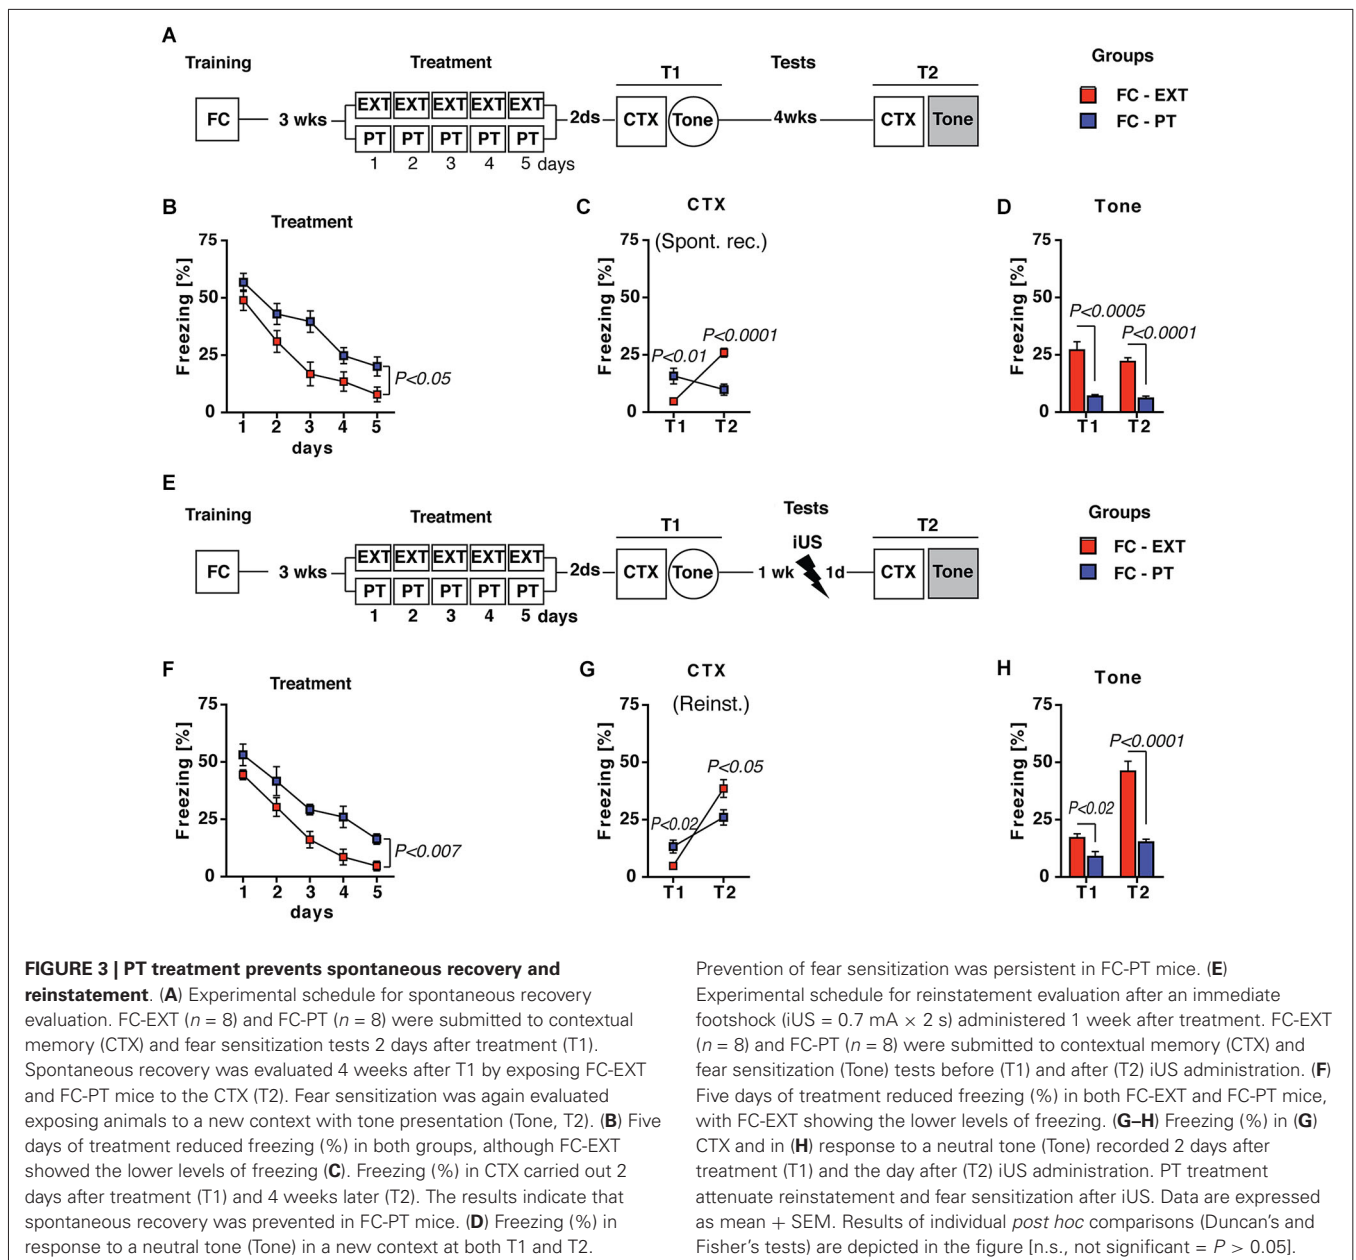 A
Training
Treatment
T1
Tests
T2
Groups
FC
3 wks
EXT EXT EXT EXT EXT
PT PT PT PT PT
1 2 3 4 5 days
2ds
CTX
Tone
4wks
CTX
Tone
FC - EXT
FC - PT
B
Treatment
Freezing [%]
75
50
25
0
P<0.05
1 2 3 4 5
days
C
CTX
(Spont. rec.)
Freezing [%]
75
50
25
0
P<0.01
P<0.0001
T1 T2
D
Tone
Freezing [%]
75
50
25
0
P<0.0005
P<0.0001
T1 T2
E
Training
Treatment
T1
Tests
T2
Groups
FC
3 wks
EXT EXT EXT EXT EXT
PT PT PT PT PT
1 2 3 4 5 days
2ds
CTX
Tone
1 wk
iUS
1d
CTX
Tone
FC - EXT
FC - PT
F
Treatment
Freezing [%]
75
50
25
0
P<0.007
1 2 3 4 5
days
G
CTX
(Reinst.)
Freezing [%]
75
50
25
0
P<0.02
P<0.05
T1 T2
H
Tone
Freezing [%]
75
50
25
0
P<0.02
P<0.0001
T1 T2
FIGURE 3 | PT treatment prevents spontaneous recovery and
reinstatement. (A) Experimental schedule for spontaneous recovery
evaluation. FC-EXT (n = 8) and FC-PT (n = 8) were submitted to contextual
memory (CTX) and fear sensitization tests 2 days after treatment (T1).
Spontaneous recovery was evaluated 4 weeks after T1 by exposing FC-EXT
and FC-PT mice to the CTX (T2). Fear sensitization was again evaluated
exposing animals to a new context with tone presentation (Tone, T2). (B) Five
days of treatment reduced freezing (%) in both groups, although FC-EXT
showed the lower levels of freezing (C). Freezing (%) in CTX carried out 2
days after treatment (T1) and 4 weeks later (T2). The results indicate that
spontaneous recovery was prevented in FC-PT mice. (D) Freezing (%) in
response to a neutral tone (Tone) in a new context at both T1 and T2.
Prevention of fear sensitization was persistent in FC-PT mice. (E)
Experimental schedule for reinstatement evaluation after an immediate
footshock (iUS = 0.7 mA × 2 s) administered 1 week after treatment. FC-EXT
(n = 8) and FC-PT (n = 8) were submitted to contextual memory (CTX) and
fear sensitization (Tone) tests before (T1) and after (T2) iUS administration. (F)
Five days of treatment reduced freezing (%) in both FC-EXT and FC-PT mice,
with FC-EXT showing the lower levels of freezing. (G–H) Freezing (%) in (G)
CTX and in (H) response to a neutral tone (Tone) recorded 2 days after
treatment (T1) and the day after (T2) iUS administration. PT treatment
attenuate reinstatement and fear sensitization after iUS. Data are expressed
as mean + SEM. Results of individual post hoc comparisons (Duncan's and
Fisher's tests) are depicted in the figure [n.s., not significant = P > 0.05].